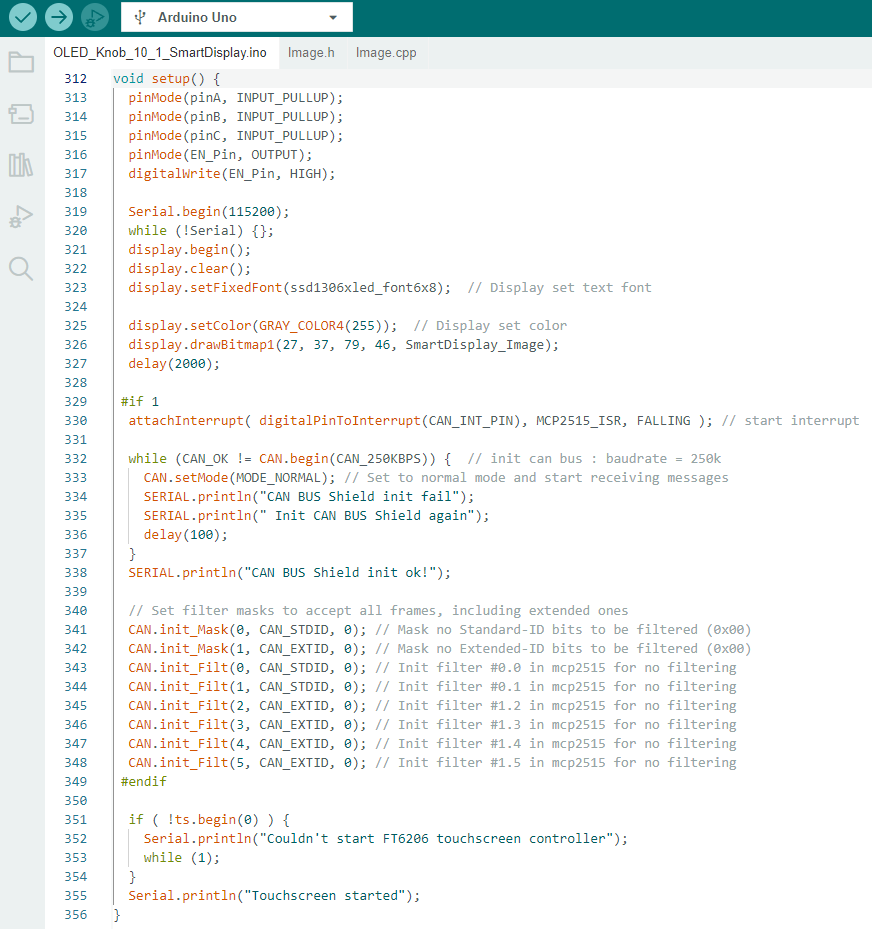 Arduino Uno
OLED_Knob_10_1_SmartDisplay.ino Image.h Image.cpp
312 void setup() {
313   pinMode(pinA, INPUT_PULLUP);
314   pinMode(pinB, INPUT_PULLUP);
315   pinMode(pinC, INPUT_PULLUP);
316   pinMode(EN_Pin, OUTPUT);
317   digitalWrite(EN_Pin, HIGH);
318
319   Serial.begin(115200);
320   while (!Serial) {};
321   display.begin();
322   display.clear();
323   display.setFixedFont(ssd1306xled_font6x8);  // Display set text font
324
325   display.setColor(GRAY_COLOR4(255));  // Display set color
326   display.drawBitmap1(27, 37, 79, 46, SmartDisplay_Image);
327   delay(2000);
328
329  #if 1
330   attachInterrupt( digitalPinToInterrupt(CAN_INT_PIN), MCP2515_ISR, FALLING ); // start interrupt
331
332   while (CAN_OK != CAN.begin(CAN_250KBPS)) {  // init can bus : baudrate = 250k
333     CAN.setMode(MODE_NORMAL); // Set to normal mode and start receiving messages
334     SERIAL.println("CAN BUS Shield init fail");
335     SERIAL.println(" Init CAN BUS Shield again");
336     delay(100);
337   }
338   SERIAL.println("CAN BUS Shield init ok!");
339
340   // Set filter masks to accept all frames, including extended ones
341   CAN.init_Mask(0, CAN_STDID, 0); // Mask no Standard-ID bits to be filtered (0x00)
342   CAN.init_Mask(1, CAN_EXTID, 0); // Mask no Extended-ID bits to be filtered (0x00)
343   CAN.init_Filt(0, CAN_STDID, 0); // Init filter #0.0 in mcp2515 for no filtering
344   CAN.init_Filt(1, CAN_STDID, 0); // Init filter #0.1 in mcp2515 for no filtering
345   CAN.init_Filt(2, CAN_EXTID, 0); // Init filter #1.2 in mcp2515 for no filtering
346   CAN.init_Filt(3, CAN_EXTID, 0); // Init filter #1.3 in mcp2515 for no filtering
347   CAN.init_Filt(4, CAN_EXTID, 0); // Init filter #1.4 in mcp2515 for no filtering
348   CAN.init_Filt(5, CAN_EXTID, 0); // Init filter #1.5 in mcp2515 for no filtering
349  #endif
350
351   if ( !ts.begin(0) ) {
352     Serial.println("Couldn't start FT6206 touchscreen controller");
353     while (1);
354   }
355   Serial.println("Touchscreen started");
356 }